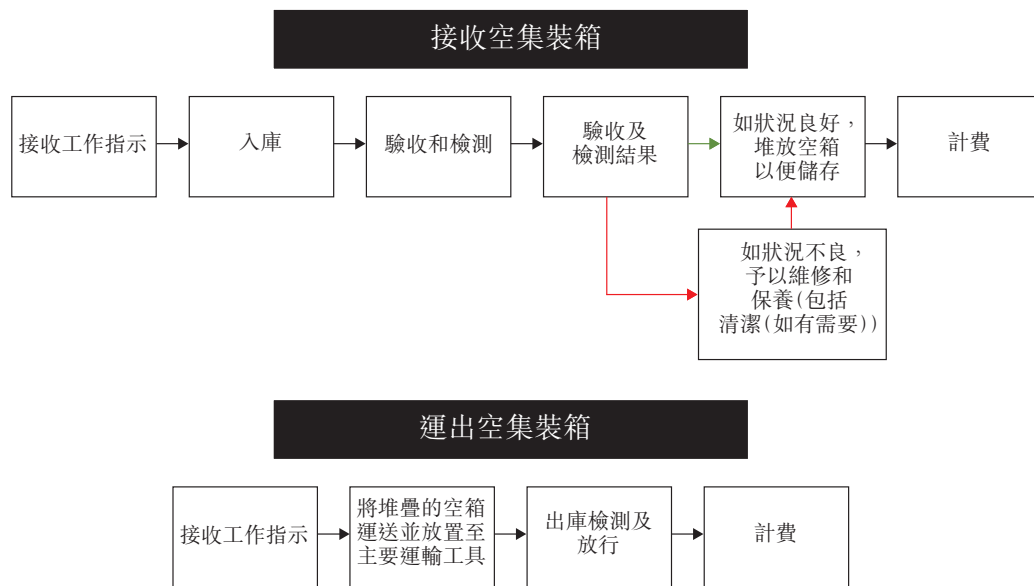 接收空集裝箱
接收工作指示
入庫
驗收和檢測
驗收及
檢測結果
如狀況良好，
堆放空箱
以便儲存
計費
如狀況不良，
予以維修和
保養(包括
清潔(如有需要))
運出空集裝箱
接收工作指示
將堆疊的空箱
運送並放置至
主要運輸工具
出庫檢測及
放行
計費